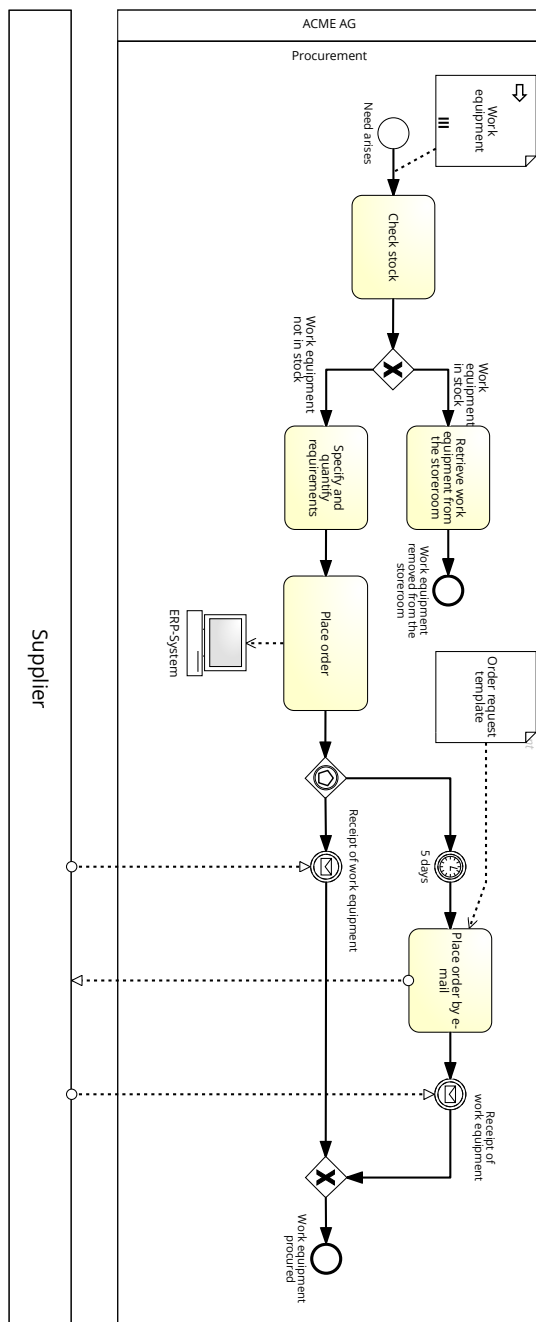 ACME AG
Procurement
Work
equipment
Need arises
Check stock
Work
equipment
in stock
Work equipment
not in stock
Retrieve work
equipment from
the storeroom
Specify and
quantify
requirements
Work equipment
removed from the
storeroom
Place order
ERP-System
Order request
template
5 days
Receipt of work equipment
Place order by e-
mail
Receipt of
work equipment
Work equipment
procured
Supplier